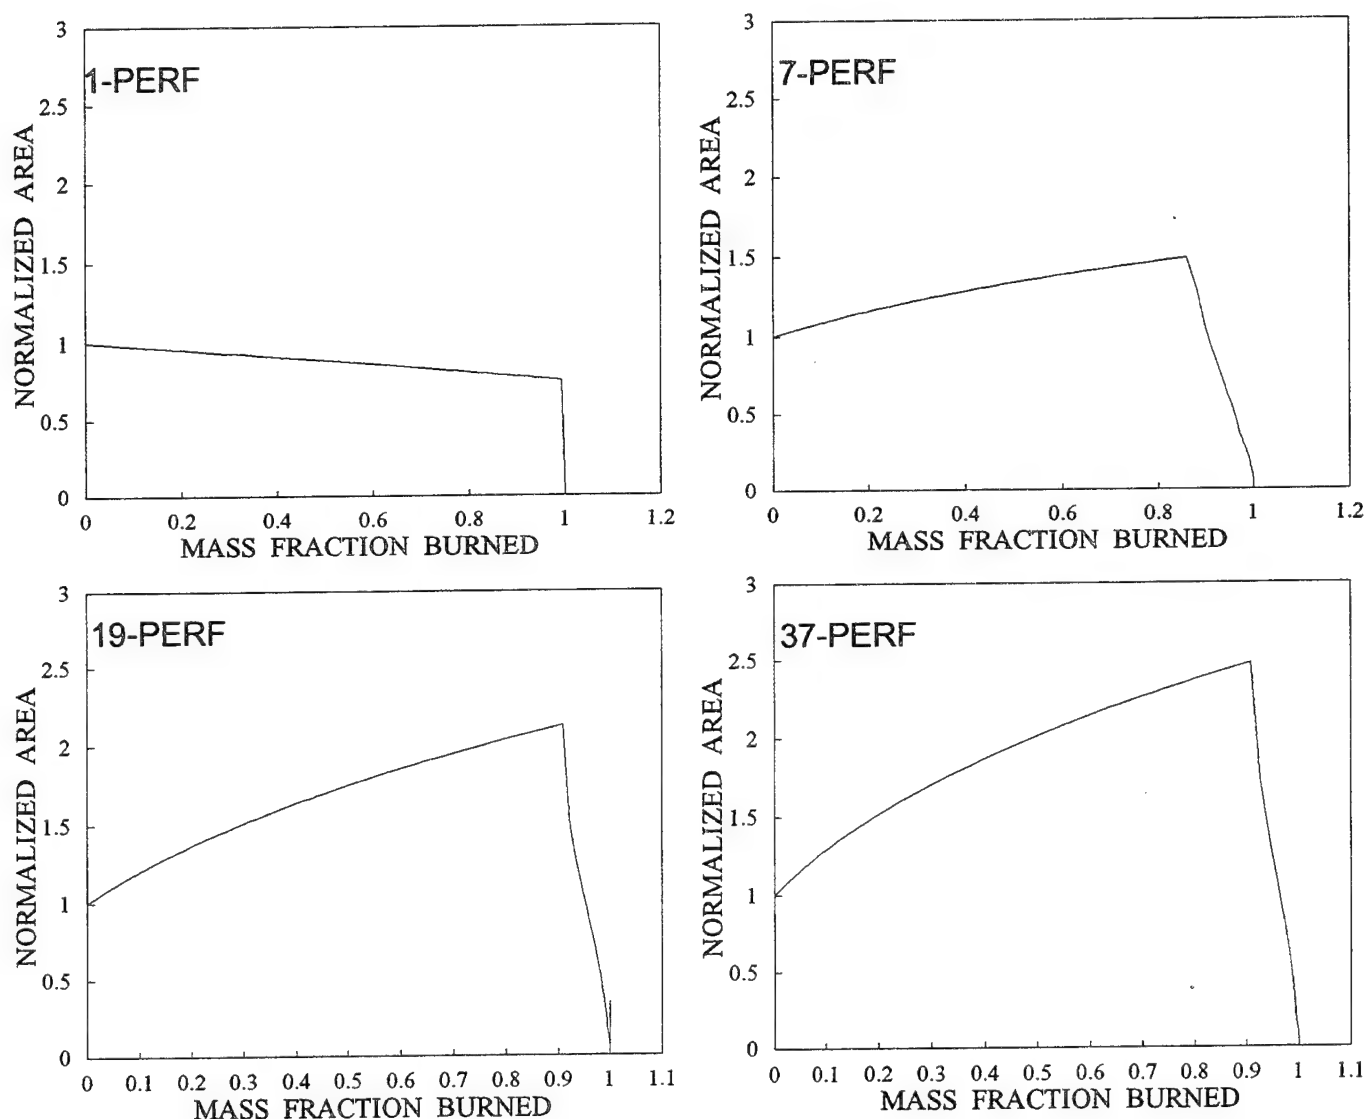 1-PERF
NORMALIZED AREA
3
2.5
2
1.5
1
0.5
0
0 0.2 0.4 0.6 0.8 1 1.2
MASS FRACTION BURNED
7-PERF
NORMALIZED AREA
3
2.5
2
1.5
1
0.5
0
0 0.2 0.4 0.6 0.8 1 1.2
MASS FRACTION BURNED
19-PERF
NORMALIZED AREA
3
2.5
2
1.5
1
0.5
0
0 0.1 0.2 0.3 0.4 0.5 0.6 0.7 0.8 0.9 1 1.1
MASS FRACTION BURNED
37-PERF
NORMALIZED AREA
3
2.5
2
1.5
1
0.5
0
0 0.1 0.2 0.3 0.4 0.5 0.6 0.7 0.8 0.9 1 1.1
MASS FRACTION BURNED